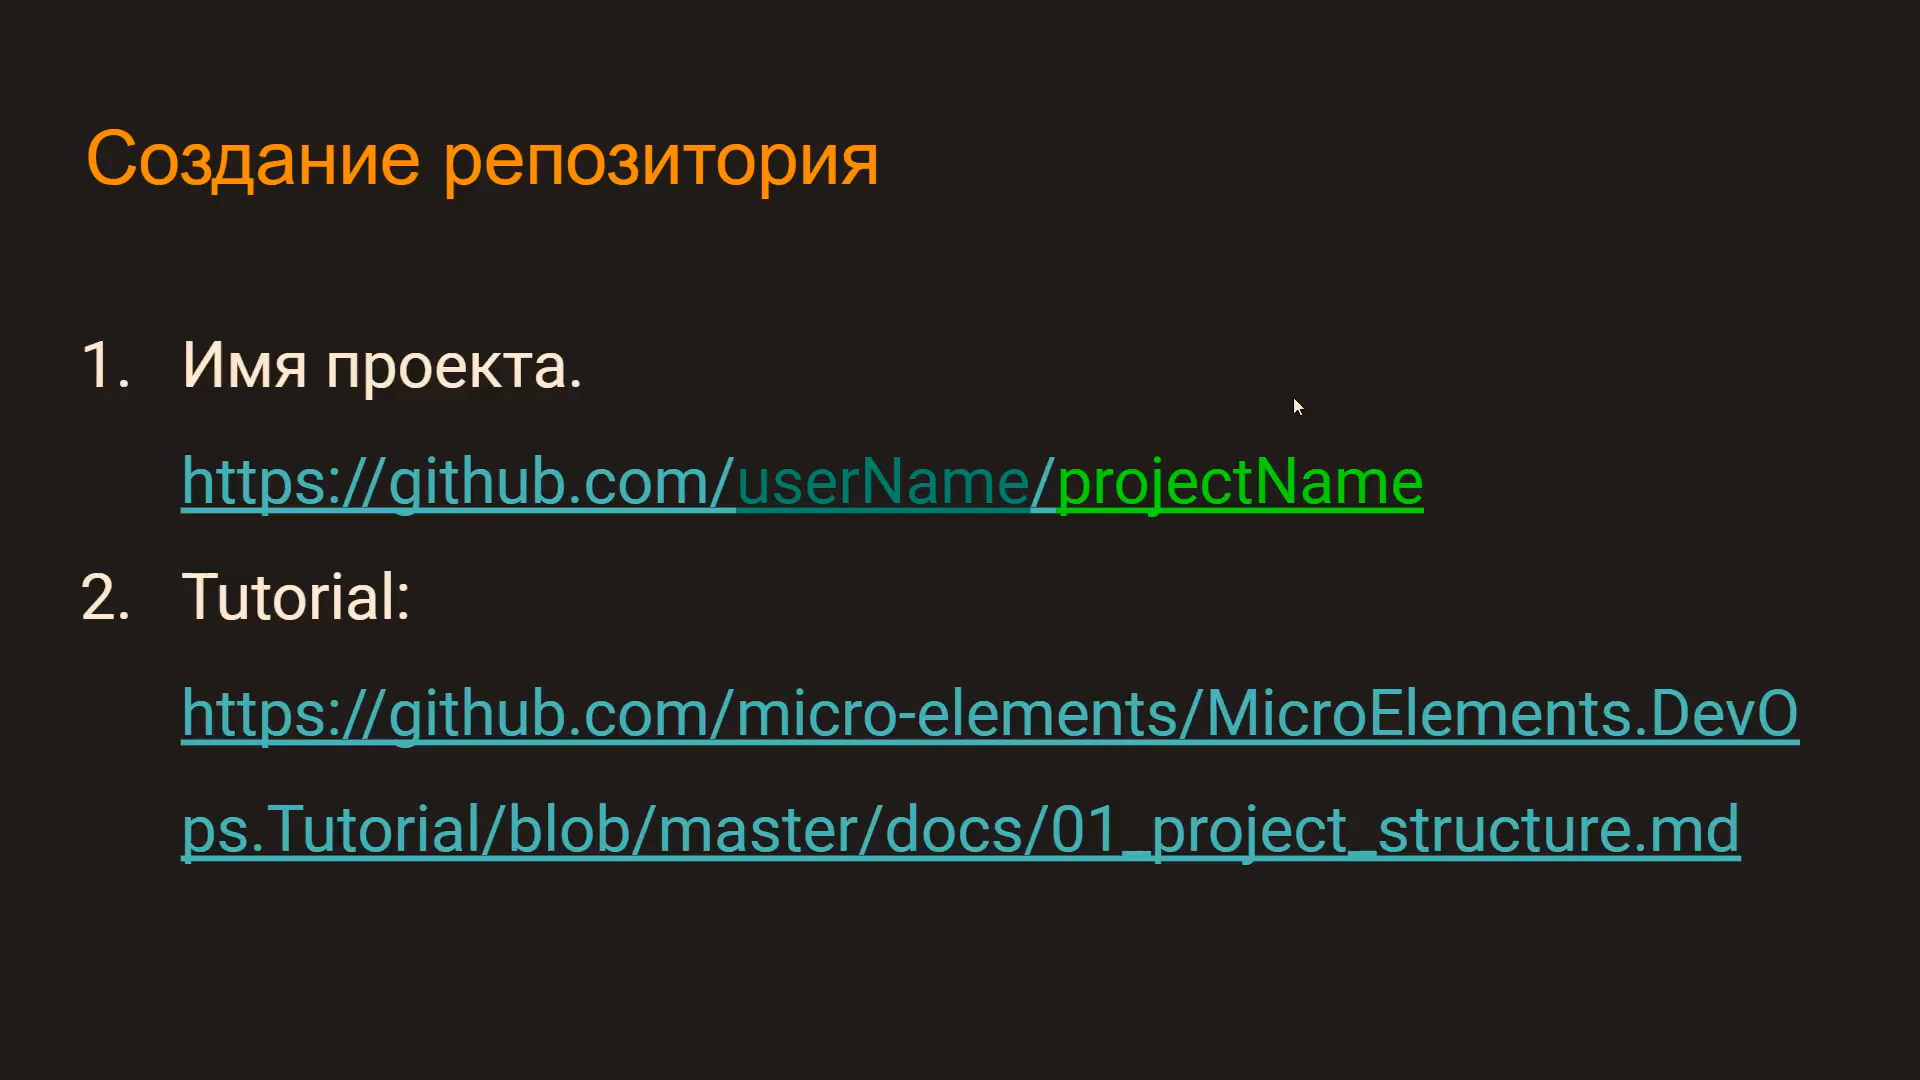 Создание репозитория
1. Имя проекта.
https://github.com/userName/projectName
2. Tutorial:
https://github.com/micro-elements/MicroElements.DevO
ps.Tutorial/blob/master/docs/01_project_structure.md